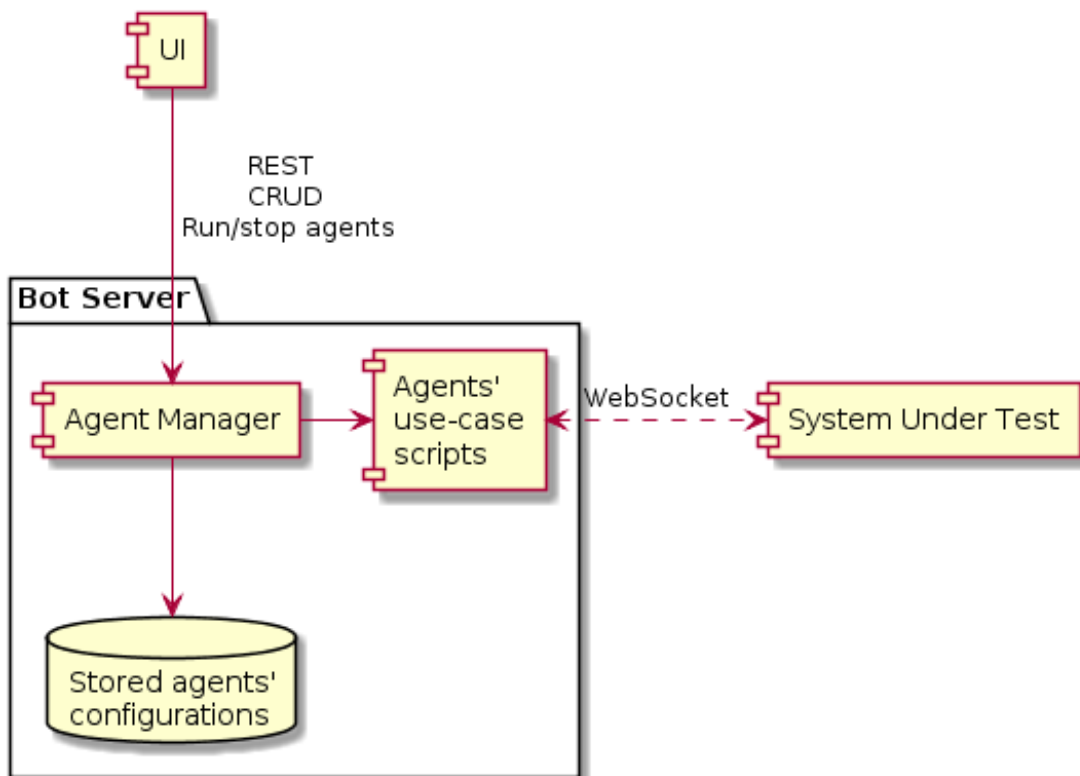 UI
REST
CRUD
Run/stop agents
Bot Server
Agent Manager
Agents'
use-case
scripts
WebSocket
System Under Test
Stored agents'
configurations